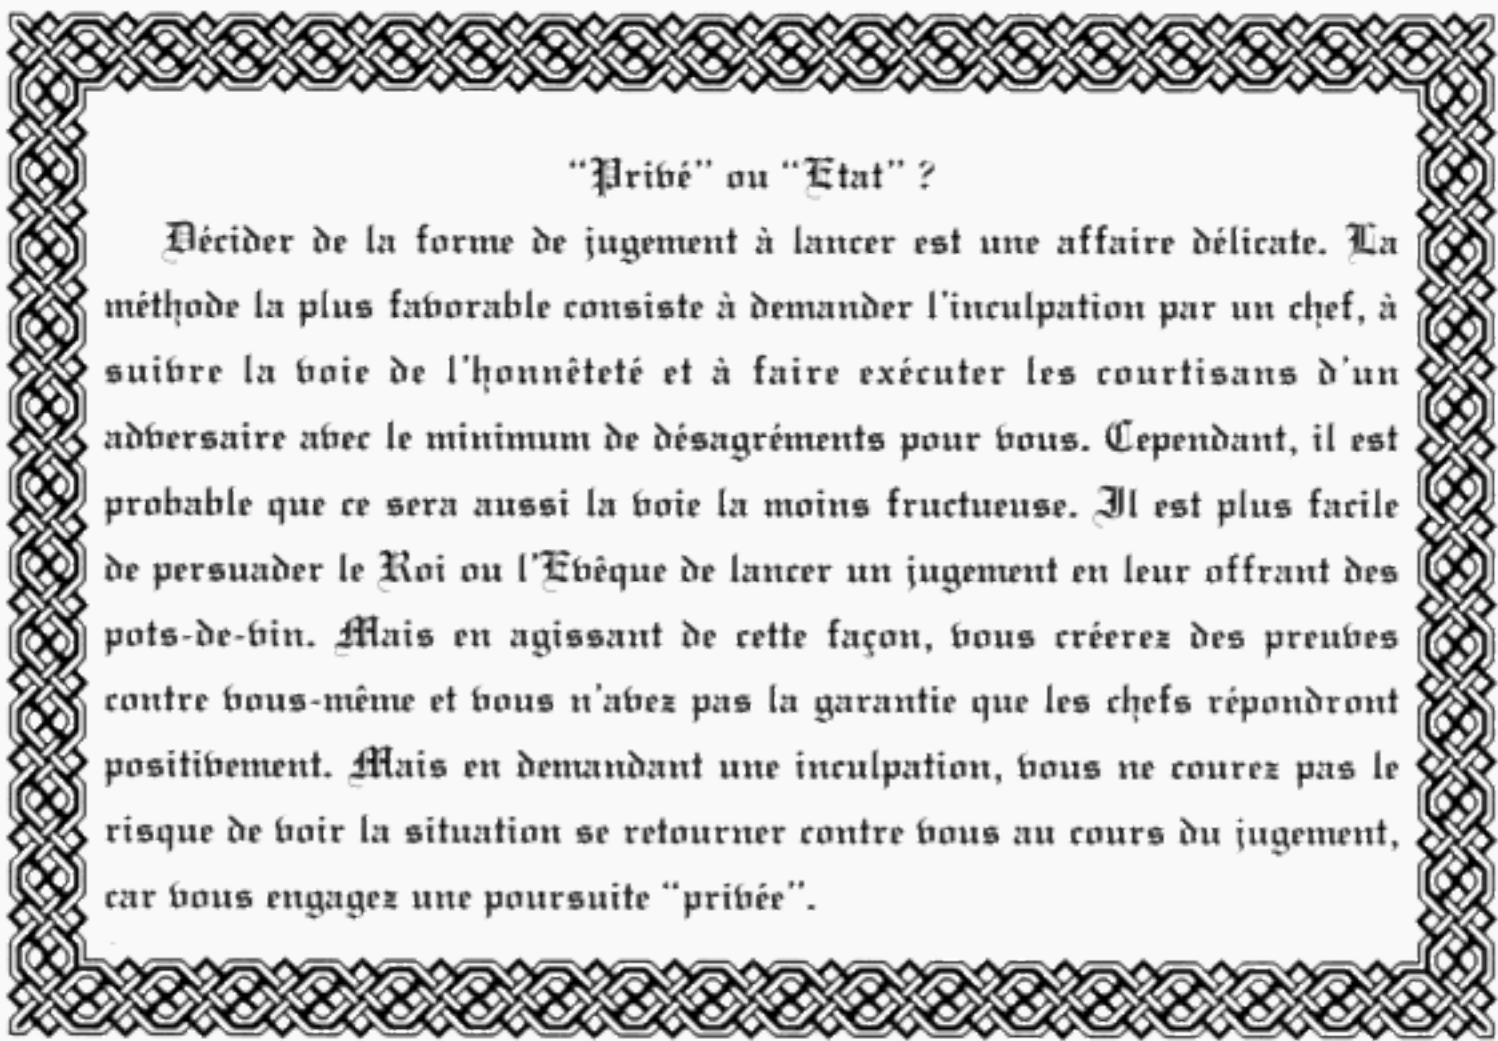 “Privé” ou “Etat” ?
Décider de la forme de jugement à lancer est une affaire délicate. La
méthode la plus favorable consiste à demander l'inculpation par un chef, à
suivre la voie de l'honnêteté et à faire exécuter les courtisans d'un
adversaire avec le minimum de désagréments pour vous. Cependant, il est
probable que ce sera aussi la voie la moins fructueuse. Il est plus facile
de persuader le Roi ou l'Evêque de lancer un jugement en leur offrant des
pots-de-vin. Mais en agissant de cette façon, vous créerez des preuves
contre vous-même et vous n'avez pas la garantie que les chefs répondront
positivement. Mais en demandant une inculpation, vous ne courez pas le
risque de voir la situation se retourner contre vous au cours du jugement,
car vous engagez une poursuite “privée”.